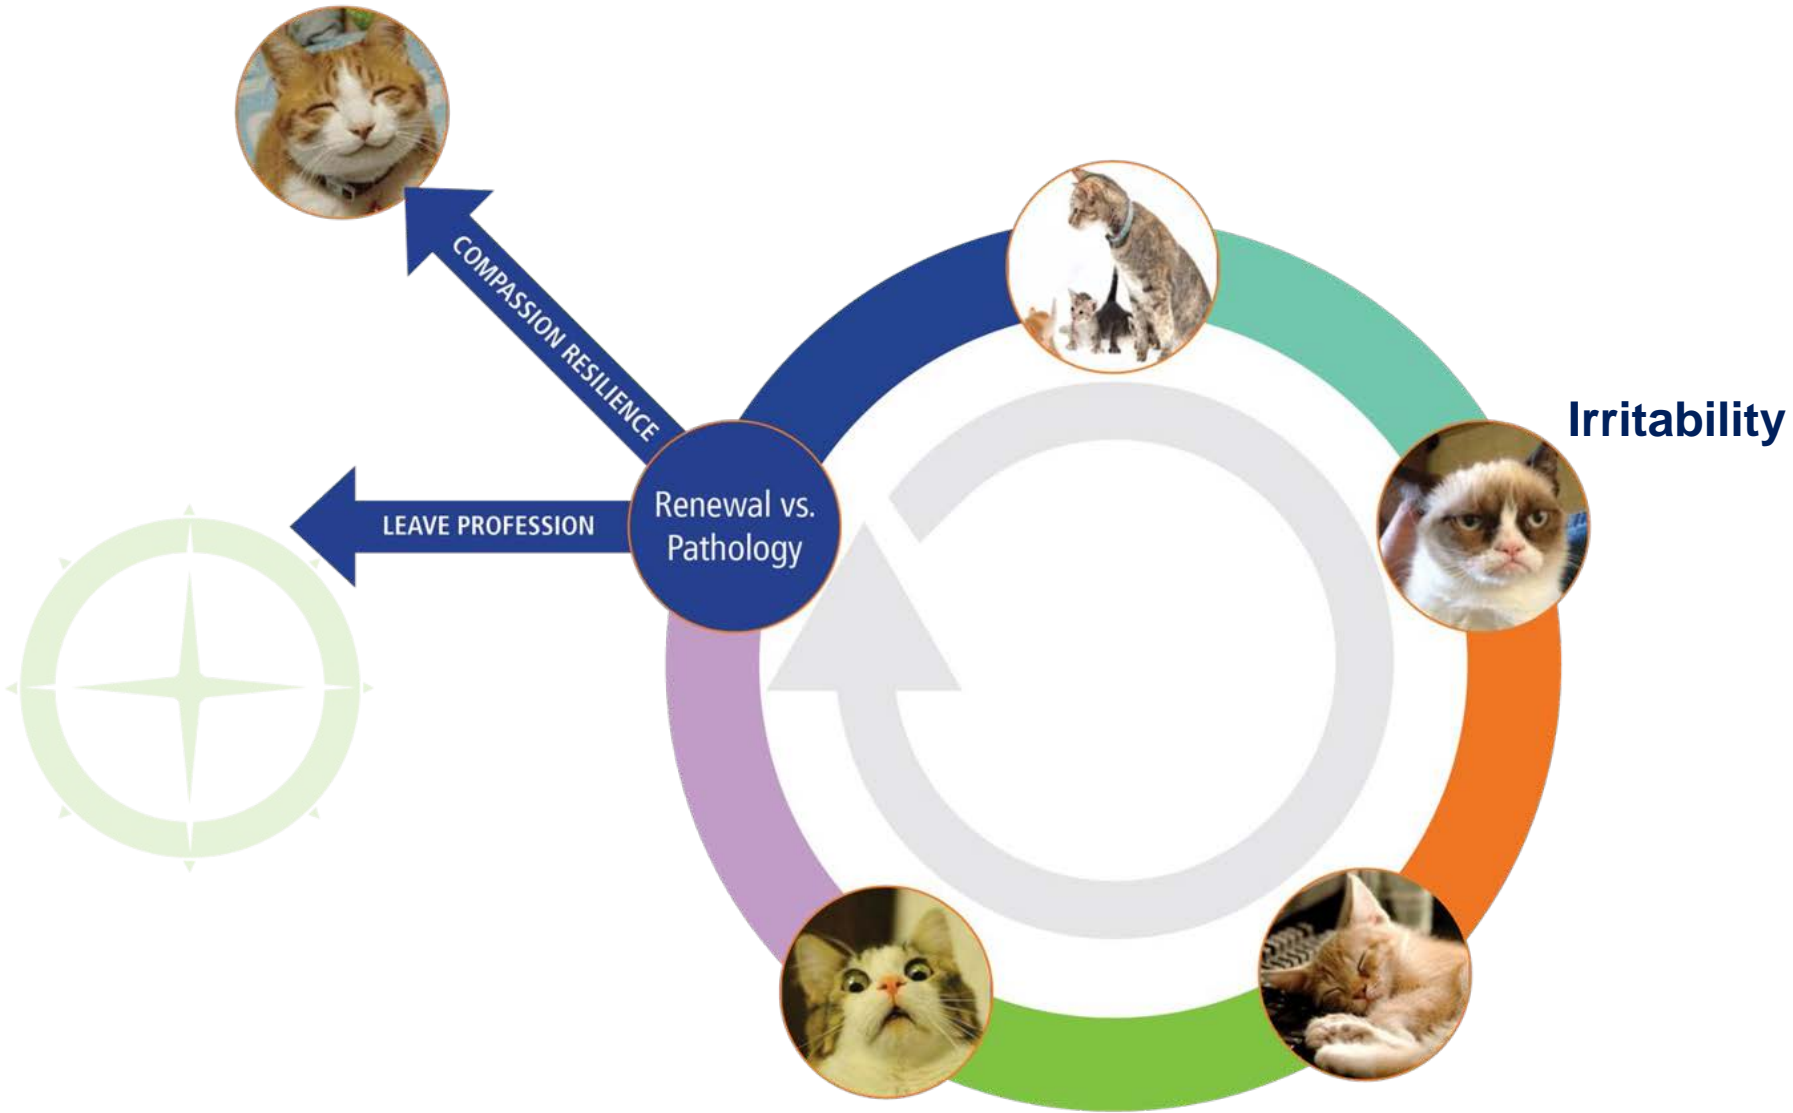 COMPASSION RESILIENCE
Irritability
LEAVE PROFESSION
Renewal vs.
Pathology